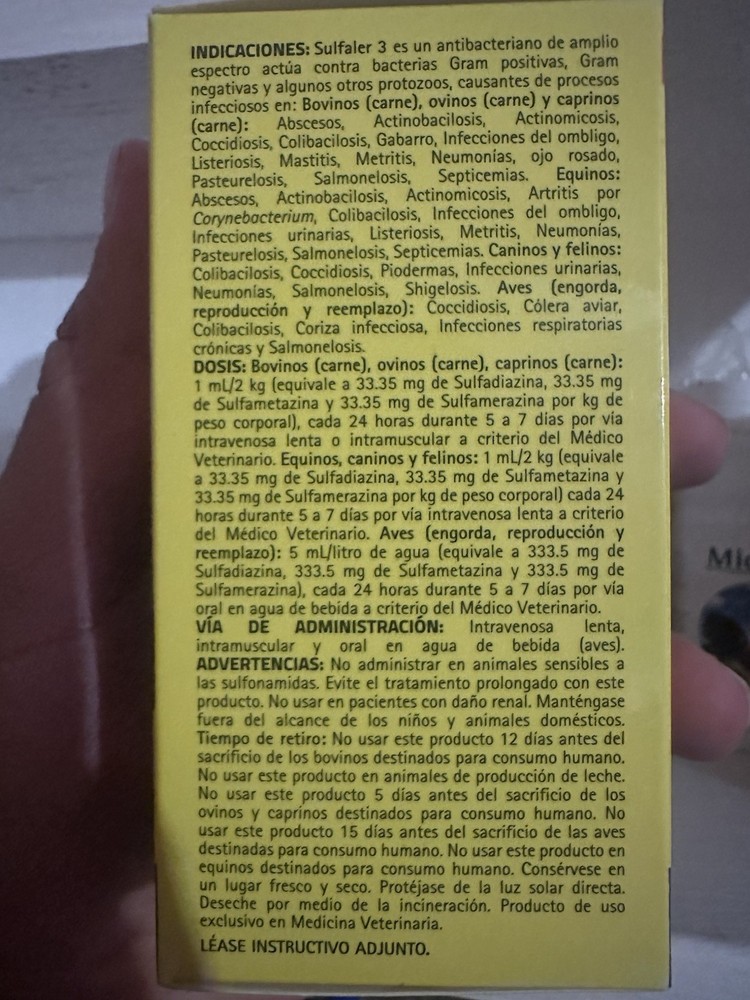 INDICACIONES: Sulfaler 3 es un antibacteriano de amplio
espectro actúa contra bacterias Gram positivas, Gram
negativas y algunos otros protozoos, causantes de procesos
infecciosos en: Bovinos (carne), ovinos (carne) y caprinos
(carne): Abscesos, Actinobacilosis, Actinomicosis,
Coccidiosis, Colibacilosis, Gabarro, Infecciones del ombligo,
Listeriosis, Mastitis, Metritis, Neumonías, ojo rosado,
Pasteurelosis, Salmonelosis, Septicemias. Equinos:
Abscesos, Actinobacilosis, Actinomicosis, Artritis por
Corynebacterium, Colibacilosis, Infecciones del ombligo,
Infecciones urinarias, Listeriosis, Metritis, Neumonías,
Pasteurelosis, Salmonelosis, Septicemias. Caninos y felinos:
Colibacilosis, Coccidiosis, Piodermas, Infecciones urinarias,
Neumonías, Salmonelosis, Shigelosis. Aves (engorda,
reproducción y reemplazo): Coccidiosis, Cólera aviar,
Colibacilosis, Coriza infecciosa, Infecciones respiratorias
crónicas y Salmonelosis.
DOSIS: Bovinos (carne), ovinos (carne), caprinos (carne):
1 mL/2 kg (equivale a 33.35 mg de Sulfadiazina, 33.35 mg
de Sulfametazina y 33.35 mg de Sulfamerazina por kg de
peso corporal), cada 24 horas durante 5 a 7 días por vía
intravenosa lenta o intramuscular a criterio del Médico
Veterinario. Equinos, caninos y felinos: 1 mL/2 kg (equivale
a 33.35 mg de Sulfadiazina, 33.35 mg de Sulfametazina y
33.35 mg de Sulfamerazina por kg de peso corporal) cada 24
horas durante 5 a 7 días por vía intravenosa lenta a criterio
del Médico Veterinario. Aves (engorda, reproducción y
reemplazo): 5 mL/litro de agua (equivale a 333.5 mg de
Sulfadiazina, 333.5 mg de Sulfametazina y 333.5 mg de
Sulfamerazina), cada 24 horas durante 5 a 7 días por vía
oral en agua de bebida a criterio del Médico Veterinario.
VÍA DE ADMINISTRACIÓN: Intravenosa lenta,
intramuscular y oral en agua de bebida (aves).
ADVERTENCIAS: No administrar en animales sensibles a
las sulfonamidas. Evite el tratamiento prolongado con este
producto. No usar en pacientes con daño renal. Manténgase
fuera del alcance de los niños y animales domésticos.
Tiempo de retiro: No usar este producto 12 días antes del
sacrificio de los bovinos destinados para consumo humano.
No usar este producto en animales de producción de leche.
No usar este producto 5 días antes del sacrificio de los
ovinos y caprinos destinados para consumo humano. No
usar este producto 15 días antes del sacrificio de las aves
destinadas para consumo humano. No usar este producto en
equinos destinados para consumo humano. Consérvese en
un lugar fresco y seco. Protéjase de la luz solar directa.
Deseche por medio de la incineración. Producto de uso
exclusivo en Medicina Veterinaria.
LÉASE INSTRUCTIVO ADJUNTO.